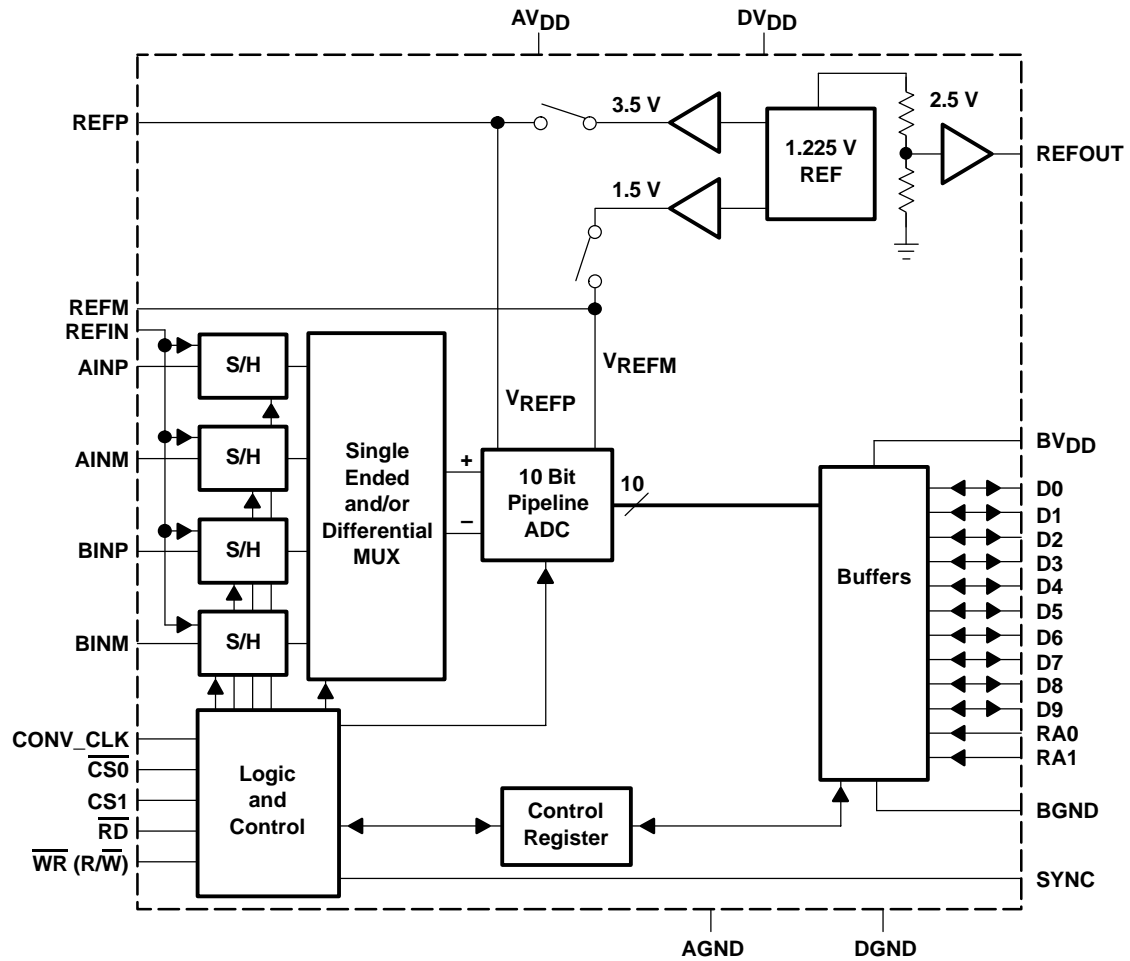 AVDD
DVDD
REFP
3.5 V
2.5 V
1.225 V
REF
REFOUT
1.5 V
REFM
REFIN
AINP
S/H
VREFM
VREFP
AINM
S/H
Single
Ended
and/or
Differential
MUX
+
−
10 Bit
Pipeline
ADC
10
BINP
S/H
BINM
S/H
BVDD
Buffers
D0
D1
D2
D3
D4
D5
D6
D7
D8
D9
RA0
RA1
BGND
CONV_CLK
C̅S̅0̅
CS1
R̅D̅
W̅R̅ (R/W̅)
Logic
and
Control
Control
Register
SYNC
AGND
DGND